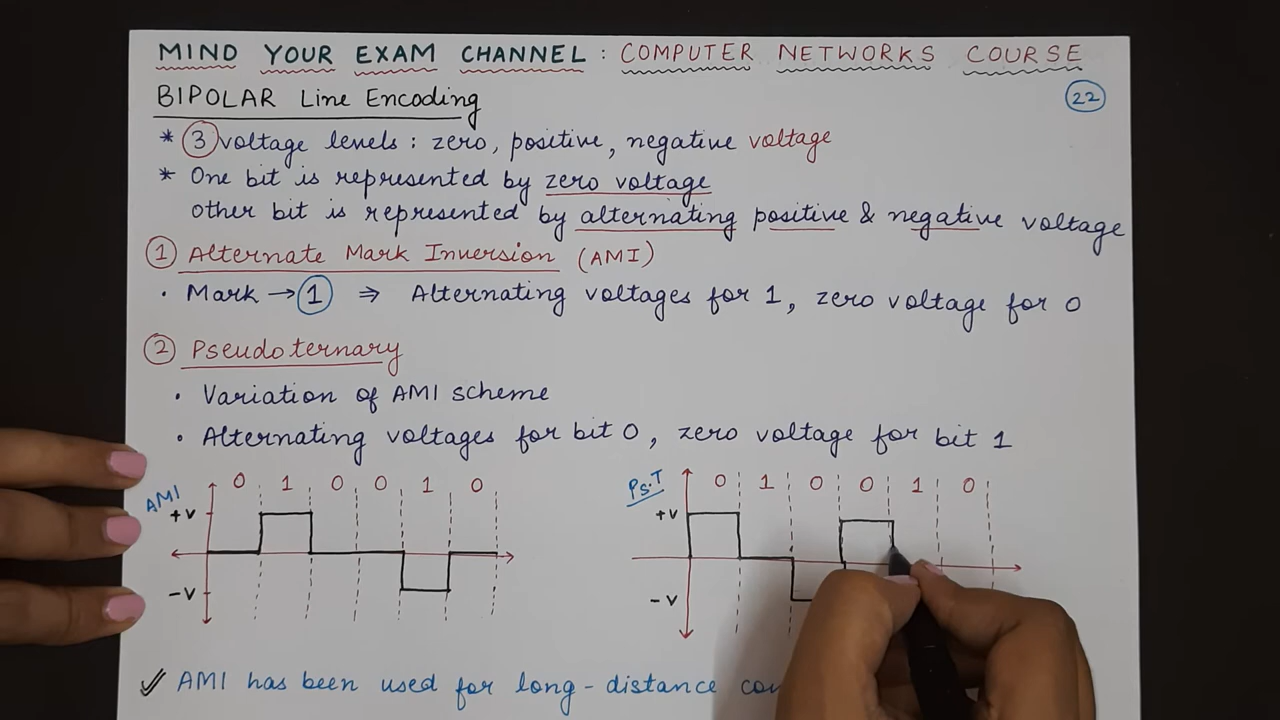 MIND YOUR EXAM CHANNEL : COMPUTER NETWORKS COURSE
BIPOLAR Line Encoding
22
* 3 voltage levels : zero, positive, negative voltage
* One bit is represented by zero voltage
other bit is represented by alternating positive & negative voltage
1 Alternate Mark Inversion (AMI)
• Mark → 1 ⇒ Alternating voltages for 1, zero voltage for 0
2 Pseudoternary
• Variation of AMI scheme
• Alternating voltages for bit 0, zero voltage for bit 1
AMI
0 1 0 0 1 0
+V
-V
Ps.T
0 1 0 0 1 0
+V
-V
✓ AMI has been used for long-distance